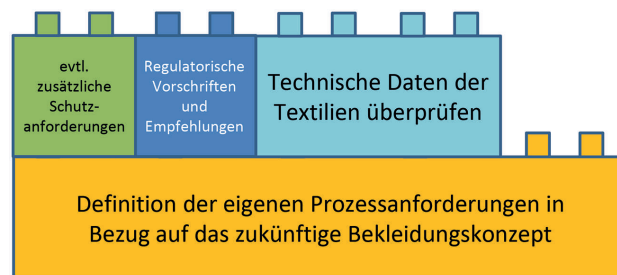 evtl.
zusätzliche
Schutz-
anforderungen
Regulatorische
Vorschriften
und
Empfehlungen
Technische Daten der
Textilien überprüfen
Definition der eigenen Prozessanforderungen in
Bezug auf das zukünftige Bekleidungskonzept